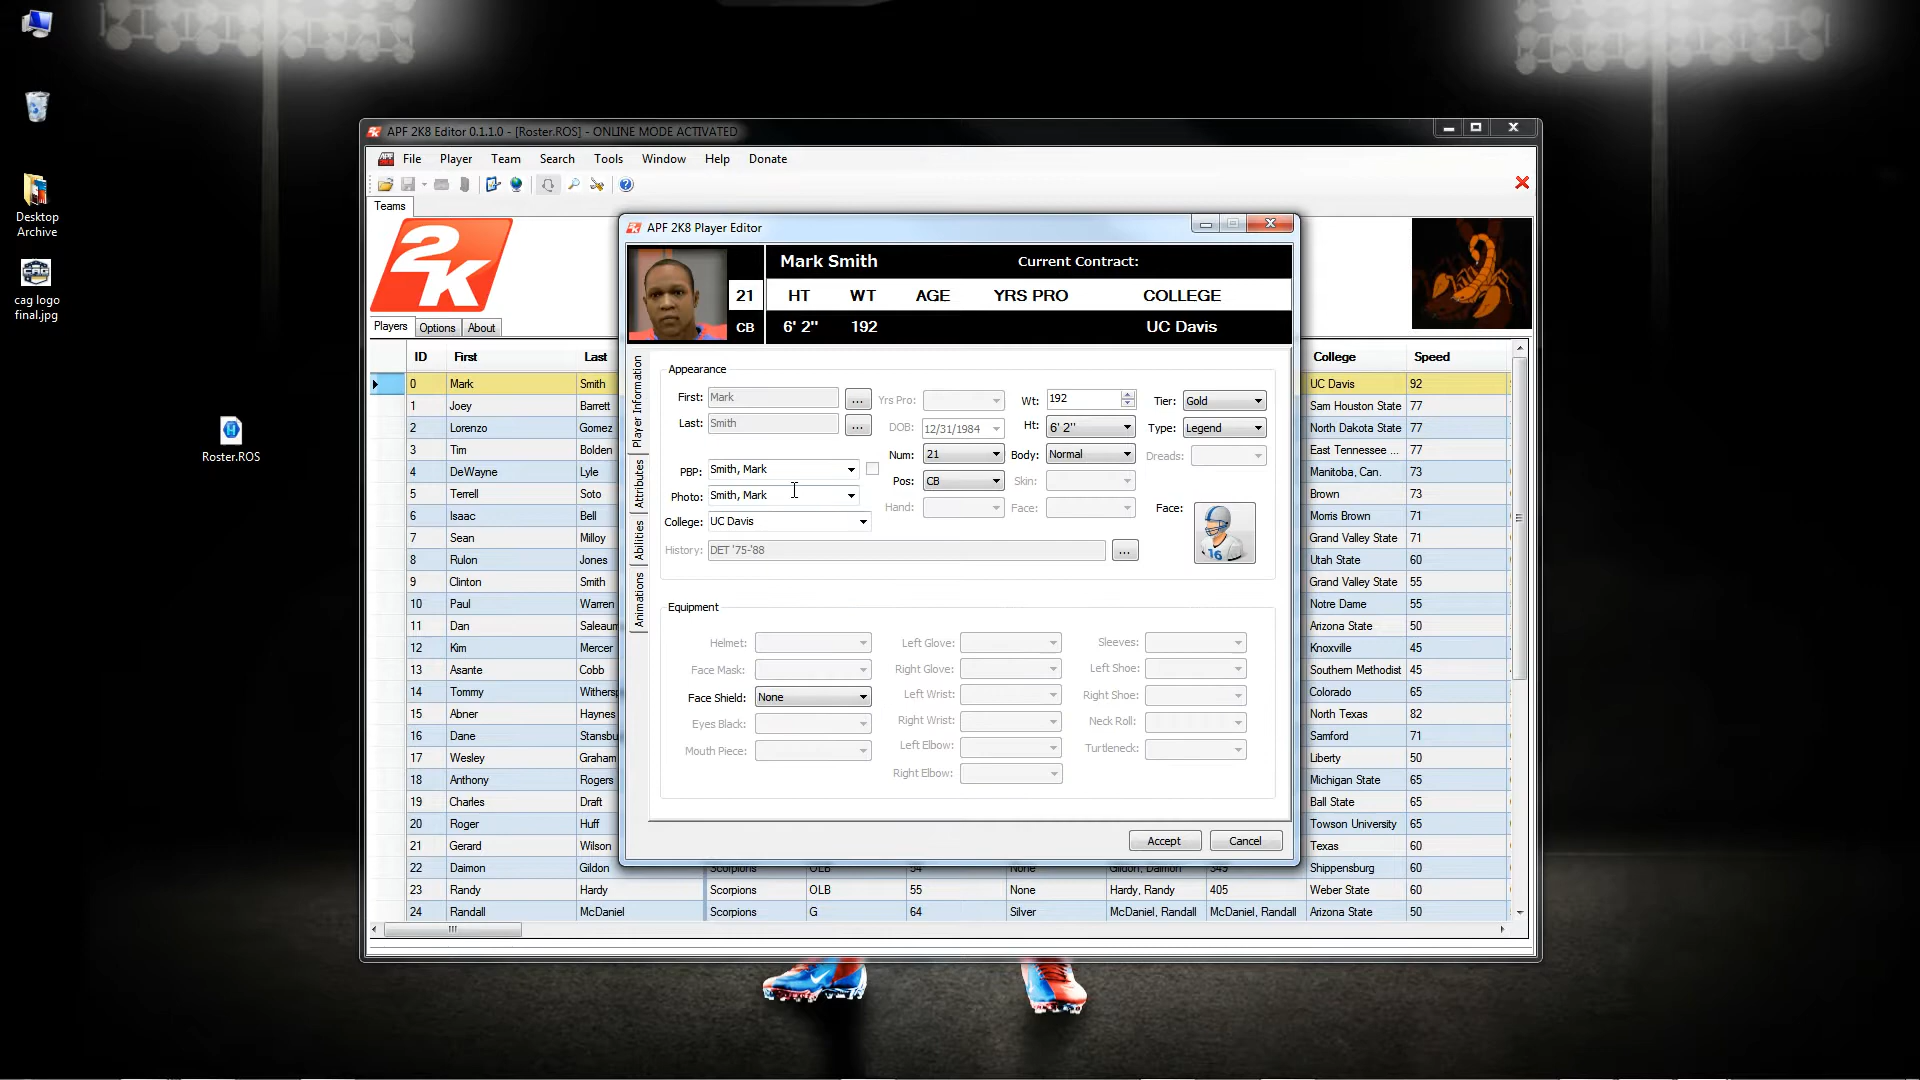 APF 2K8 Editor 0.1.1.0 - [Roster.ROS] - ONLINE MODE ACTIVATED
File Player Team Search Tools Window Help Donate
Teams
2K
Players Options About
Desktop Archive
cag logo final.jpg
Roster.ROS
APF 2K8 Player Editor
Mark Smith Current Contract:
21 HT WT AGE YRS PRO COLLEGE
CB 6' 2" 192 UC Davis
Player Information
Attributes
Abilities
Animations
Appearance
First: Mark ... Yrs Pro: Wt: 192 Tier: Gold
Last: Smith ... DOB: 12/31/1984 Ht: 6' 2" Type: Legend
Num: 21 Body: Normal Dreads:
PBP: Smith, Mark
Pos: CB Skin:
Photo: Smith, Mark
Hand: Face: Face:
16
College: UC Davis
History: DET '75-'88 ...
Equipment
Helmet: Left Glove: Sleeves:
Face Mask: Right Glove: Left Shoe:
Face Shield: None Left Wrist: Right Shoe:
Eyes Black: Right Wrist: Neck Roll:
Mouth Piece: Left Elbow: Turtleneck:
Right Elbow:
Accept Cancel
ID First Last College Speed
0 Mark Smith UC Davis 92
1 Joey Barrett Sam Houston State 77
2 Lorenzo Gomez North Dakota State 77
3 Tim Bolden East Tennessee ... 77
4 DeWayne Lyle Manitoba, Can. 72
5 Terrell Soto Brown 73
6 Isaac Bell Morris Brown 71
7 Sean Milloy Grand Valley State 71
8 Rulon Jones Utah State 60
9 Clinton Smith Grand Valley State 55
10 Paul Warren Notre Dame 55
11 Dan Saleaum Arizona State 50
12 Kim Mercer Knoxville 45
13 Asante Cobb Southern Methodist 45
14 Tommy Withersp Colorado 65
15 Abner Haynes North Texas 82
16 Dane Stansbu Samford 71
17 Wesley Graham Liberty 50
18 Anthony Rogers Michigan State 65
19 Charles Draft Ball State 65
20 Roger Huff Towson University 65
21 Gerard Wilson Texas 60
22 Daimon Gildon Scorpions OLB 54 None Gildon, Daimon 349 Shippensburg 60
23 Randy Hardy Scorpions OLB 55 None Hardy, Randy 405 Weber State 60
24 Randall McDaniel Scorpions G 64 Silver McDaniel, Randall McDaniel, Randall Arizona State 50